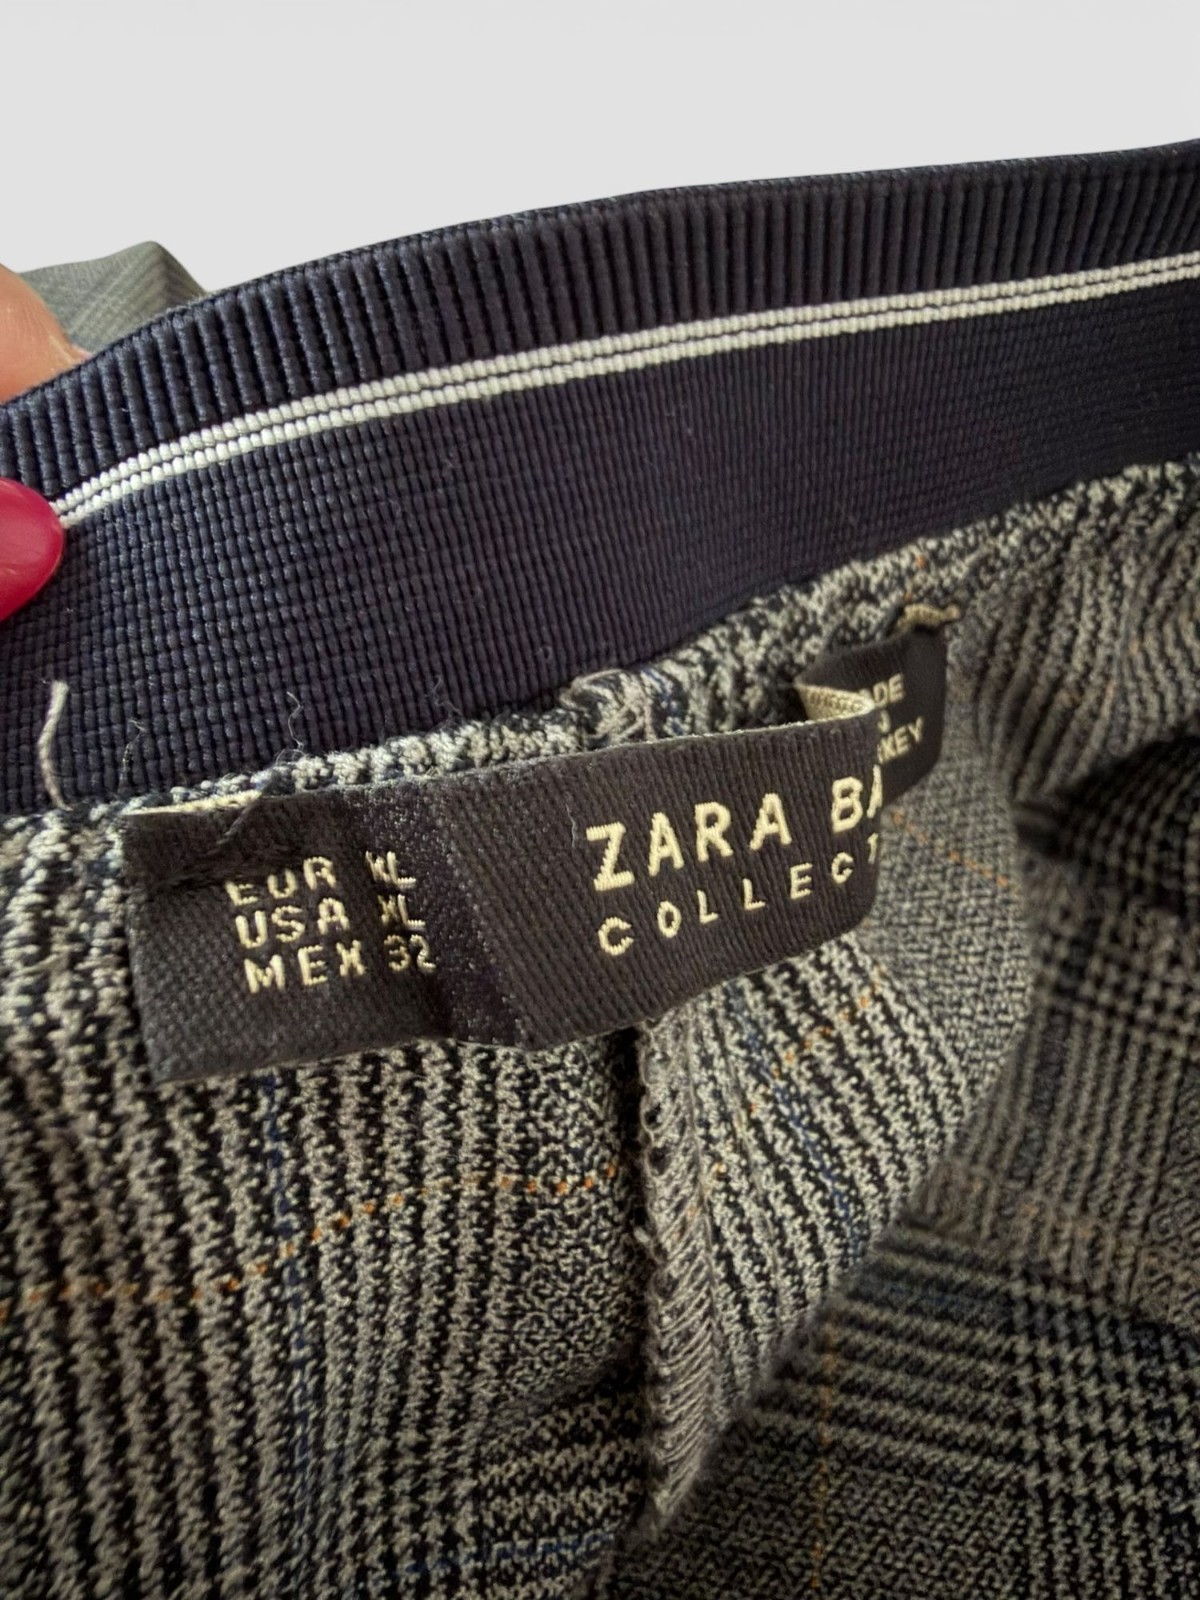 EUR XL
USA XL
MEX 32
ZARA BA
COLLECT
ADE
KEY